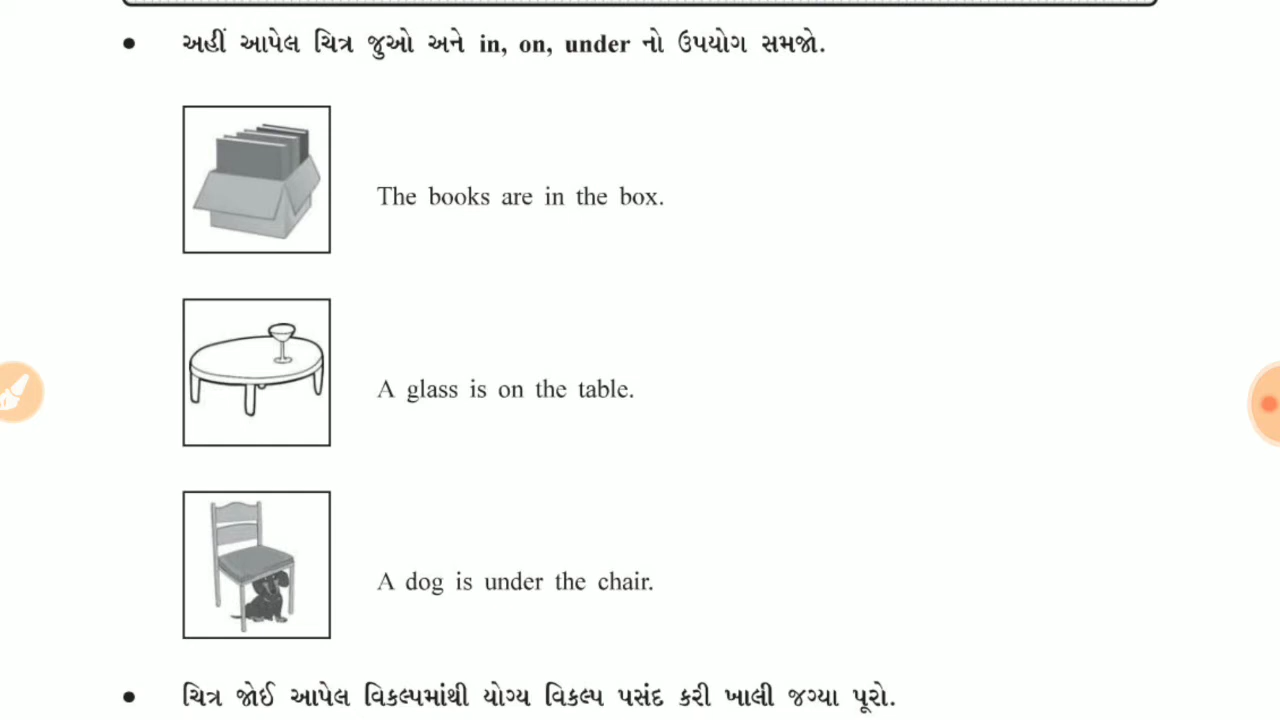 • અહીં આપેલ ચિત્ર જુઓ અને in, on, under નો ઉપયોગ સમજો.
The books are in the box.
A glass is on the table.
A dog is under the chair.
• ચિત્ર જોઈ આપેલ વિકલ્પમાંથી યોગ્ય વિકલ્પ પસંદ કરી ખાલી જગ્યા પૂરો.